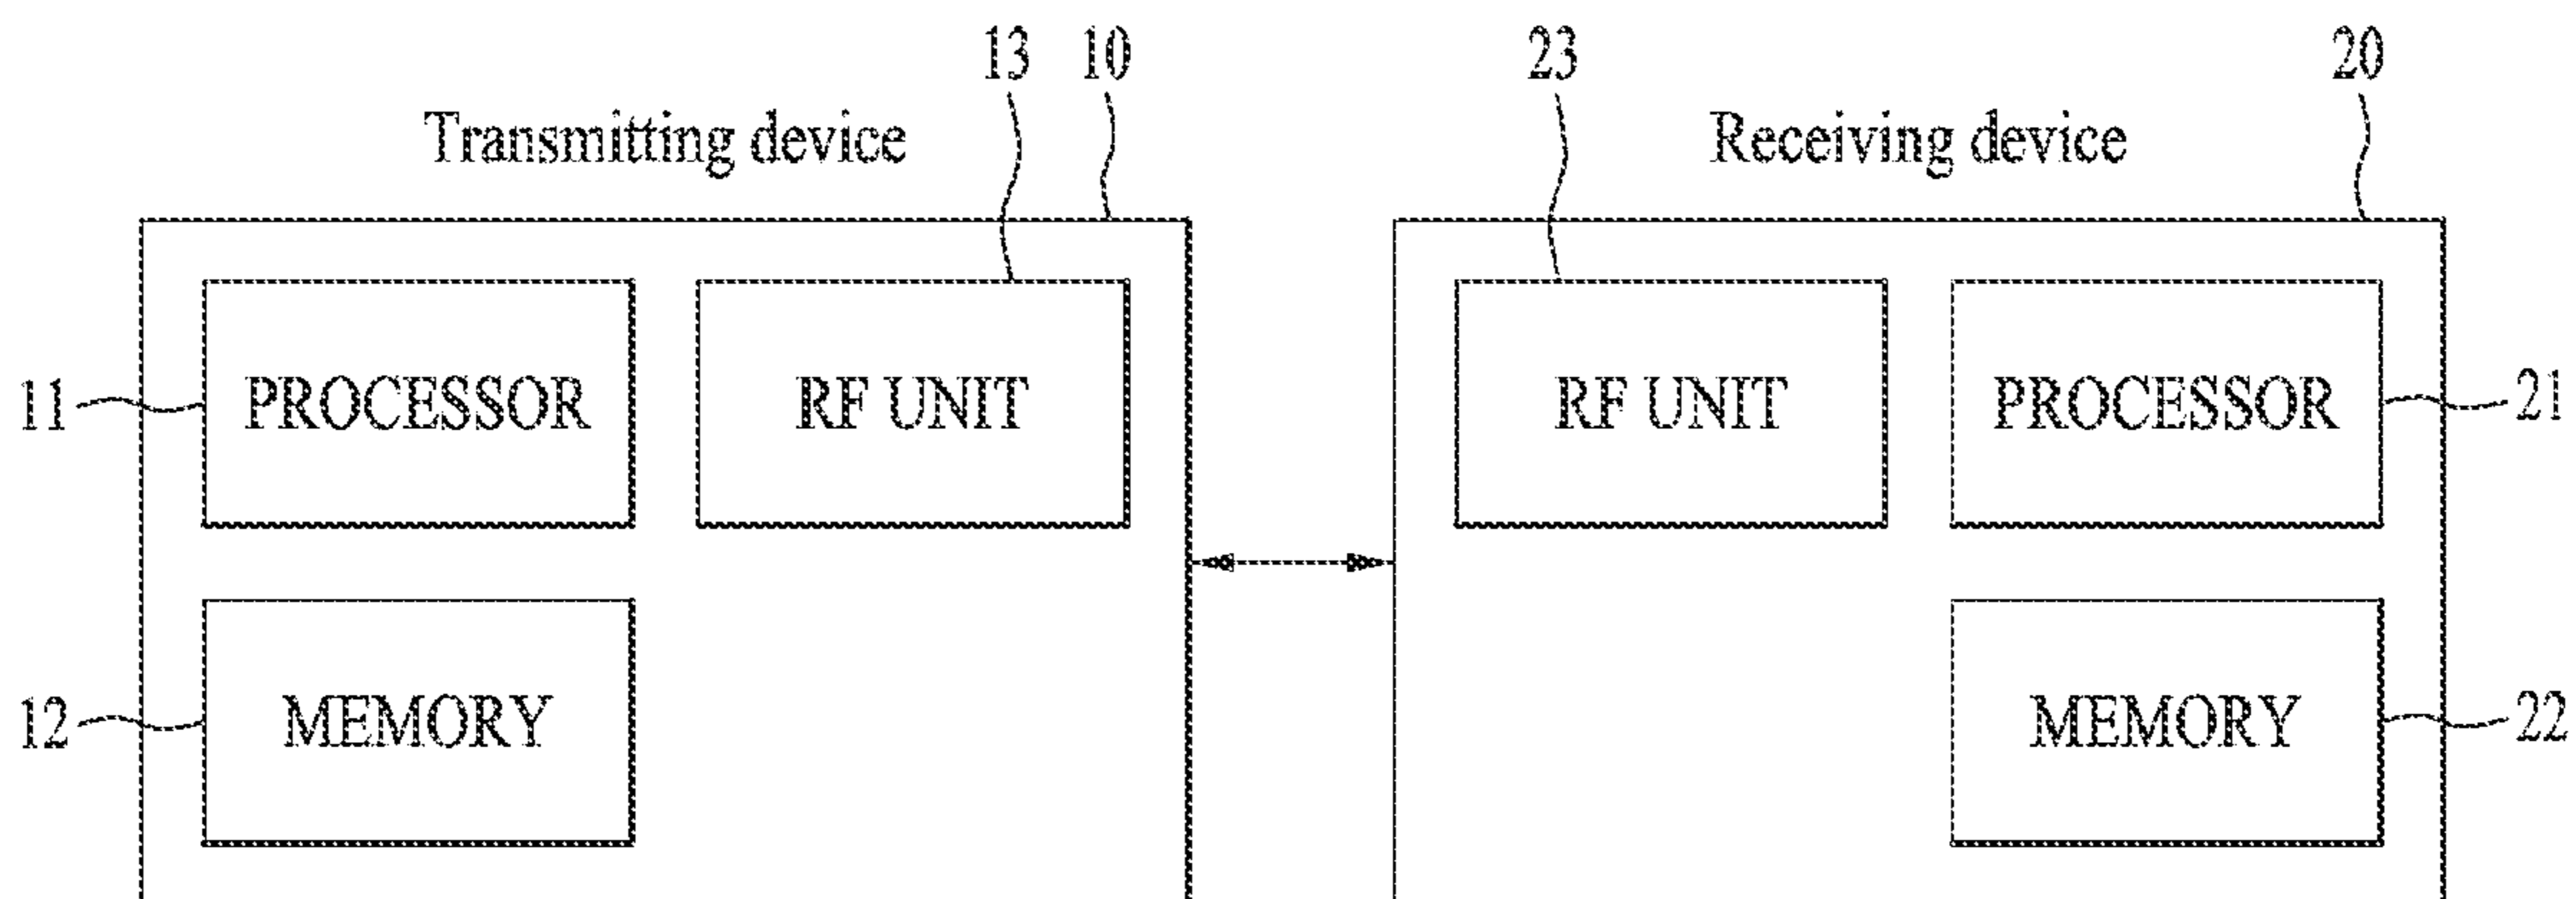 13 10 23 20
Transmitting device Receiving device
11 PROCESSOR RF UNIT RF UNIT PROCESSOR 21
12 MEMORY MEMORY 22